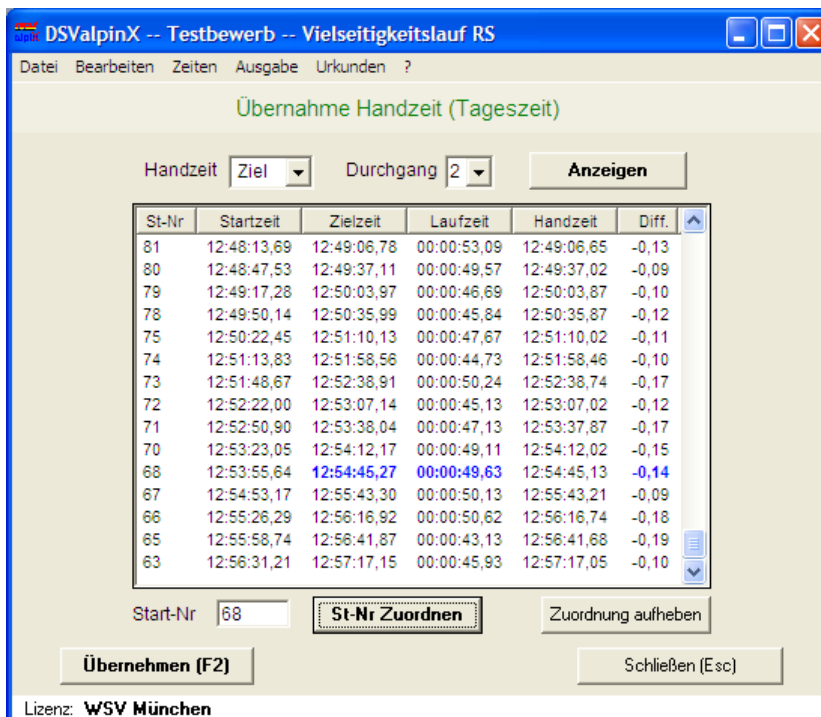 DSValpinX -- Testbewerb -- Vielseitigkeitslauf RS
Datei Bearbeiten Zeiten Ausgabe Urkunden ?
Übernahme Handzeit (Tageszeit)
Handzeit Ziel Durchgang 2 Anzeigen
St-Nr Startzeit Zielzeit Laufzeit Handzeit Diff.
81 12:48:13,69 12:49:06,78 00:00:53,09 12:49:06,65 -0,13
80 12:48:47,53 12:49:37,11 00:00:49,57 12:49:37,02 -0,09
79 12:49:17,28 12:50:03,97 00:00:46,69 12:50:03,87 -0,10
78 12:49:50,14 12:50:35,99 00:00:45,84 12:50:35,87 -0,12
75 12:50:22,45 12:51:10,13 00:00:47,67 12:51:10,02 -0,11
74 12:51:13,83 12:51:58,56 00:00:44,73 12:51:58,46 -0,10
73 12:51:48,67 12:52:38,91 00:00:50,24 12:52:38,74 -0,17
72 12:52:22,00 12:53:07,14 00:00:45,13 12:53:07,02 -0,12
71 12:52:50,90 12:53:38,04 00:00:47,13 12:53:37,87 -0,17
70 12:53:23,05 12:54:12,17 00:00:49,11 12:54:12,02 -0,15
68 12:53:55,64 12:54:45,27 00:00:49,63 12:54:45,13 -0,14
67 12:54:53,17 12:55:43,30 00:00:50,13 12:55:43,21 -0,09
66 12:55:26,29 12:56:16,92 00:00:50,62 12:56:16,74 -0,18
65 12:55:58,74 12:56:41,87 00:00:43,13 12:56:41,68 -0,19
63 12:56:31,21 12:57:17,15 00:00:45,93 12:57:17,05 -0,10
Start-Nr 68 St-Nr Zuordnen Zuordnung aufheben
Übernehmen (F2) Schließen (Esc)
Lizenz: WSV München